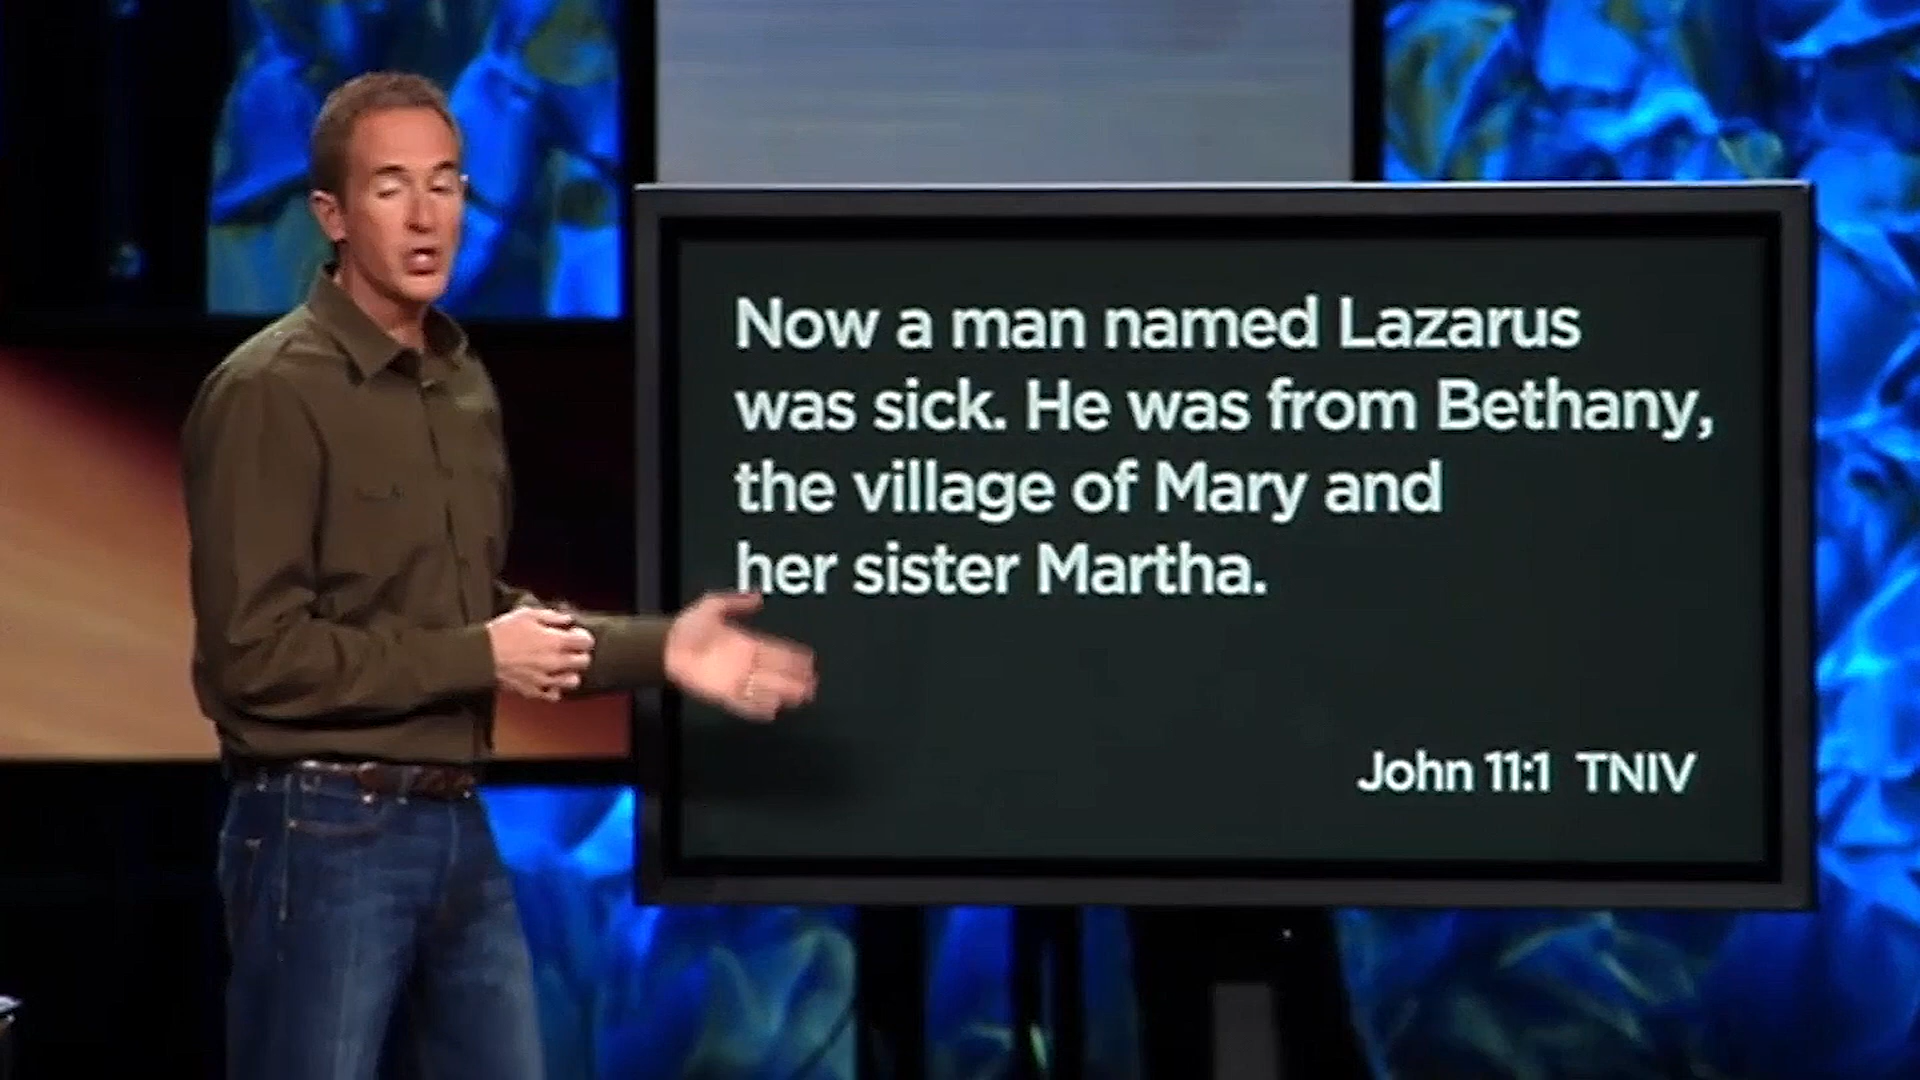 Now a man named Lazarus
was sick. He was from Bethany,
the village of Mary and
her sister Martha.
John 11:1 TNIV